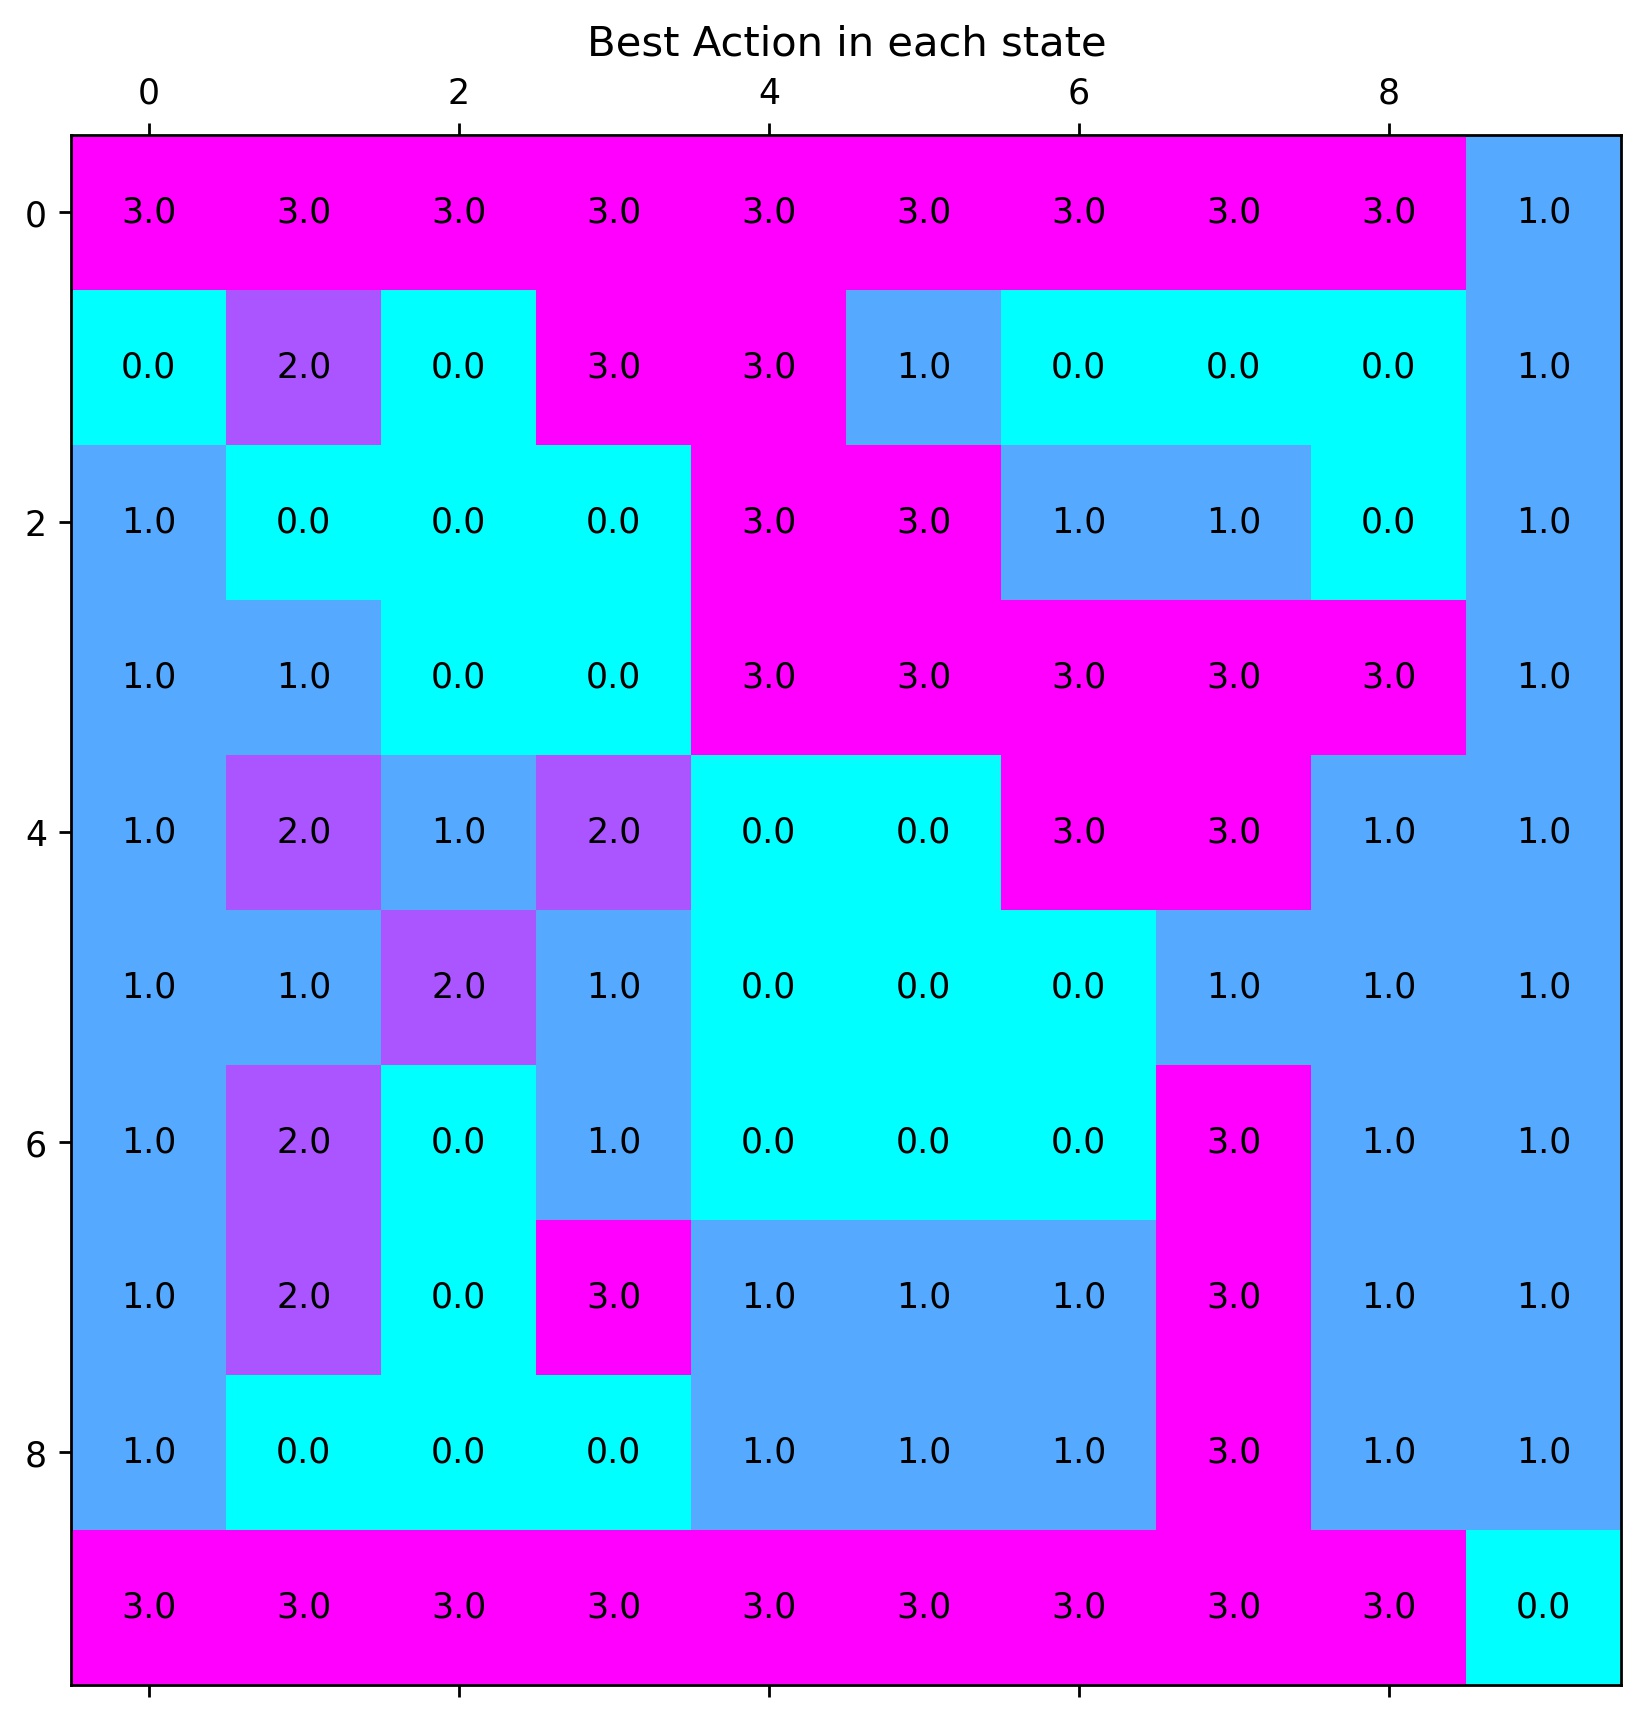 Best Action in each state
0 2 4 6 8
0 3.0 3.0 3.0 3.0 3.0 3.0 3.0 3.0 3.0 1.0
0.0 2.0 0.0 3.0 3.0 1.0 0.0 0.0 0.0 1.0
2 1.0 0.0 0.0 0.0 3.0 3.0 1.0 1.0 0.0 1.0
1.0 1.0 0.0 0.0 3.0 3.0 3.0 3.0 3.0 1.0
4 1.0 2.0 1.0 2.0 0.0 0.0 3.0 3.0 1.0 1.0
1.0 1.0 2.0 1.0 0.0 0.0 0.0 1.0 1.0 1.0
6 1.0 2.0 0.0 1.0 0.0 0.0 0.0 3.0 1.0 1.0
1.0 2.0 0.0 3.0 1.0 1.0 1.0 3.0 1.0 1.0
8 1.0 0.0 0.0 0.0 1.0 1.0 1.0 3.0 1.0 1.0
3.0 3.0 3.0 3.0 3.0 3.0 3.0 3.0 3.0 0.0